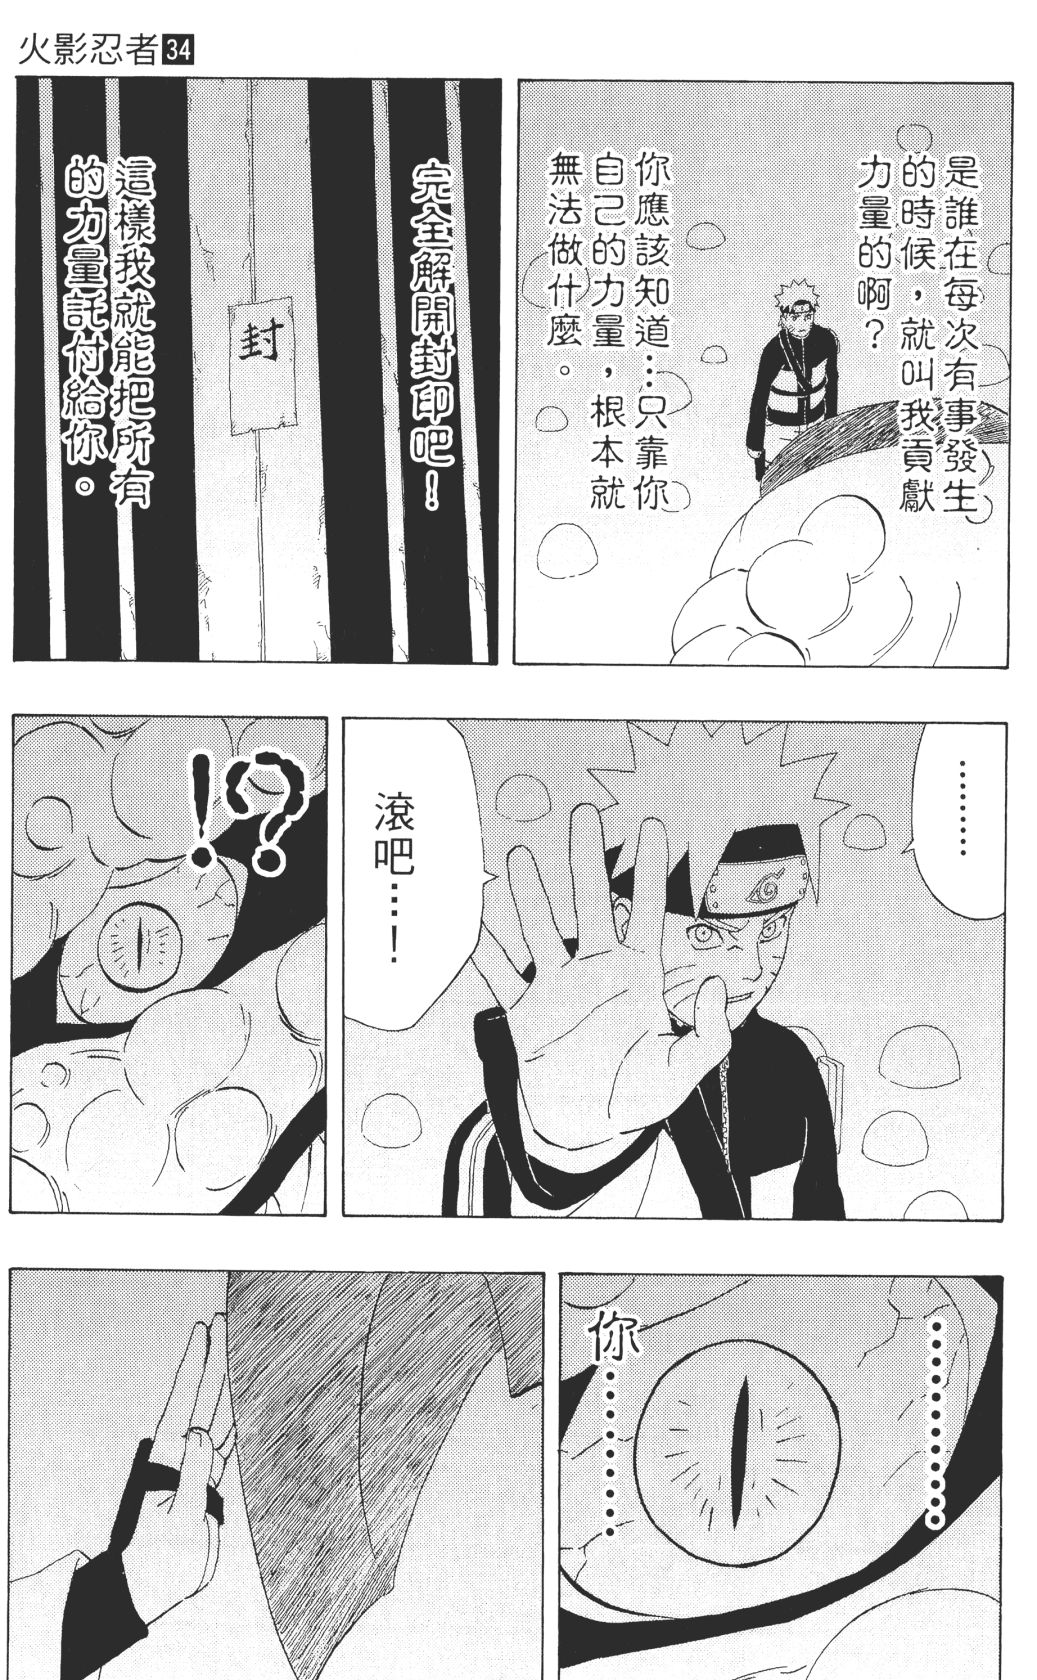 火影忍者34
是誰在每次有事發生
的時候，就叫我貢獻
力量的啊？
你應該知道…只靠你
自己的力量，根本就
無法做什麼。
完全解開封印吧！
封
這樣我就能把所有
的力量託付給你。
………
滾吧…！
！？
……………
你…………